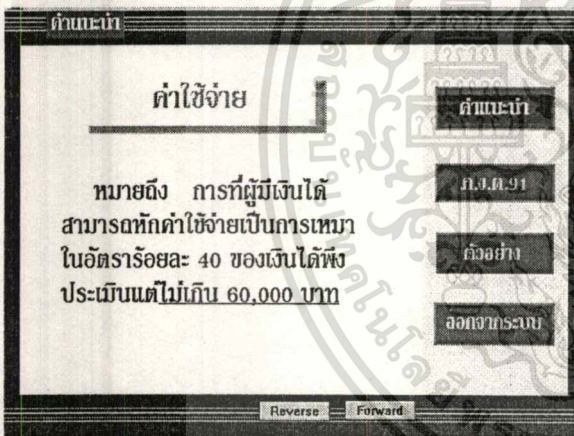 คำแนะนำ
ค่าใช้จ่าย
หมายถึง การที่ผู้มีเงินได้
สามารถหักค่าใช้จ่ายเป็นการเหมา
ในอัตราร้อยละ 40 ของเงินได้พึง
ประเมินแต่ไม่เกิน 60,000 บาท
คำแนะนำ
ภ.ง.ด.91
ตัวอย่าง
ออกจากระบบ
Reverse Forward